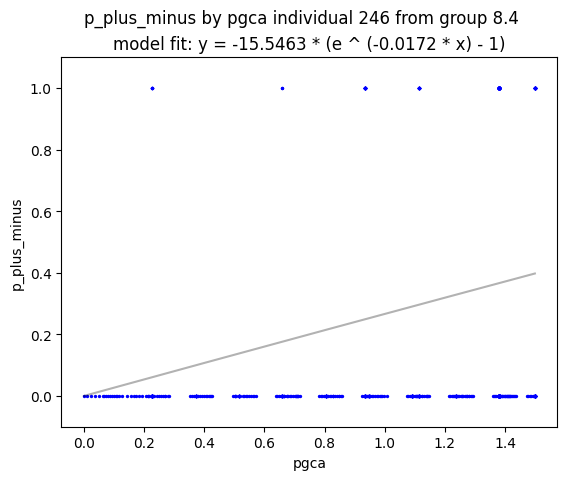 p_plus_minus by pgca individual 246 from group 8.4
model fit: y = -15.5463 * (e ^ (-0.0172 * x) - 1)
1.0
0.8
0.6
0.4
0.2
0.0
p_plus_minus
0.0 0.2 0.4 0.6 0.8 1.0 1.2 1.4
pgca